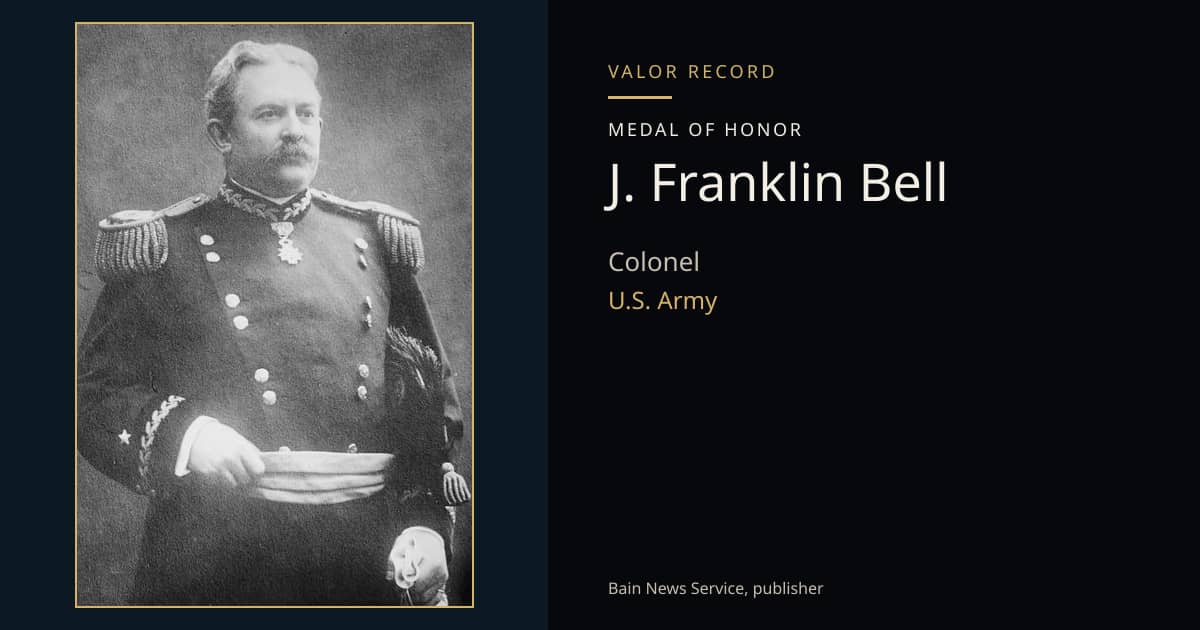 VALOR RECORD
MEDAL OF HONOR
J. Franklin Bell
Colonel
U.S. Army
Bain News Service, publisher